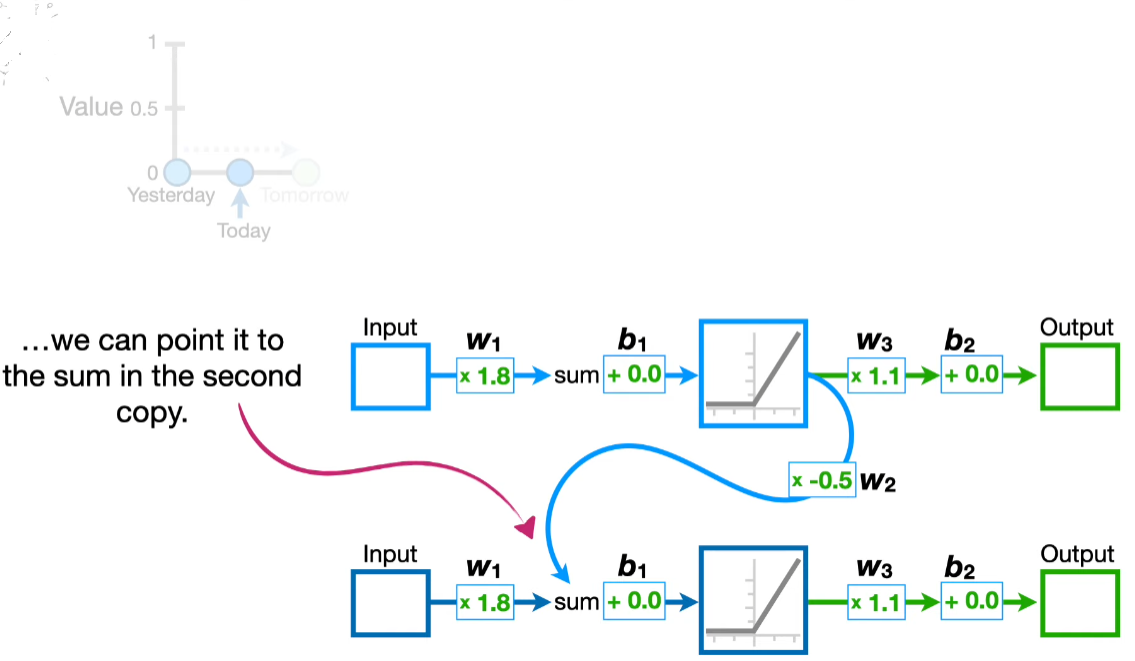 1
Value 0.5
0
Yesterday Tomorrow
Today
...we can point it to
the sum in the second
copy.
Input w1 b1 w3 b2 Output
x 1.8 sum + 0.0 x 1.1 + 0.0
x -0.5 w2
Input w1 b1 w3 b2 Output
x 1.8 sum + 0.0 x 1.1 + 0.0